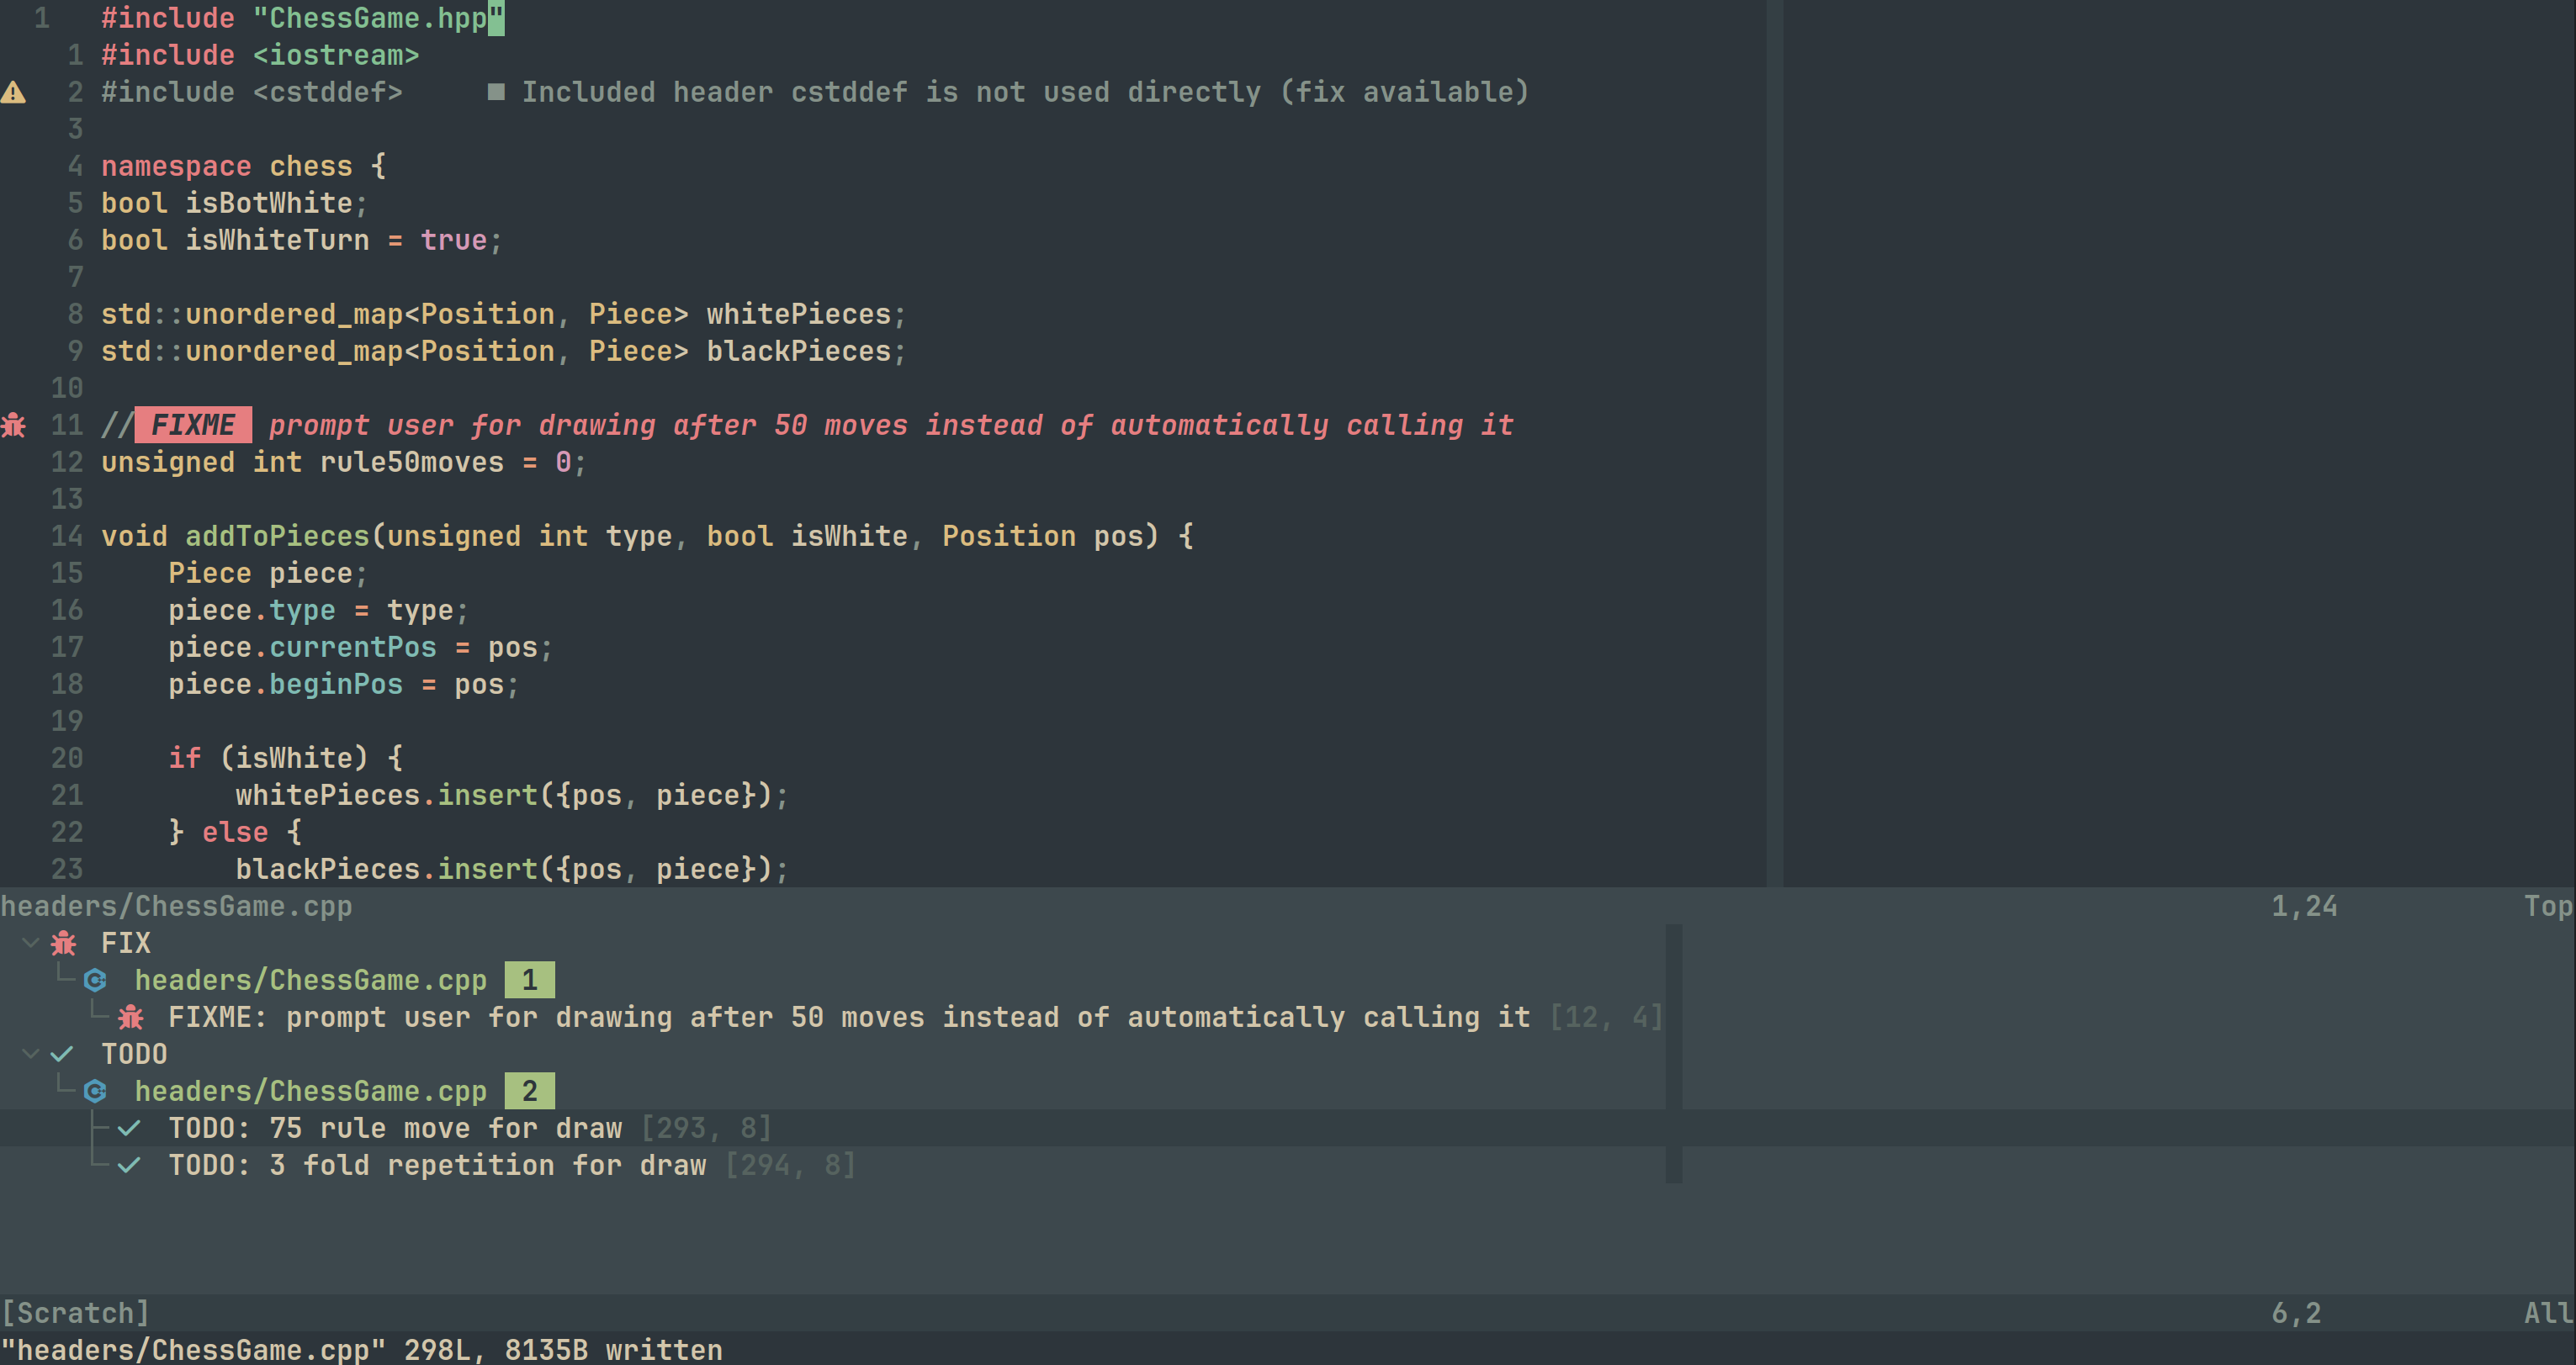 1   #include "ChessGame.hpp"
  1 #include <iostream>
  2 #include <cstddef>     ■ Included header cstddef is not used directly (fix available)
  3
  4 namespace chess {
  5 bool isBotWhite;
  6 bool isWhiteTurn = true;
  7
  8 std::unordered_map<Position, Piece> whitePieces;
  9 std::unordered_map<Position, Piece> blackPieces;
 10
 11 // FIXME  prompt user for drawing after 50 moves instead of automatically calling it
 12 unsigned int rule50moves = 0;
 13
 14 void addToPieces(unsigned int type, bool isWhite, Position pos) {
 15     Piece piece;
 16     piece.type = type;
 17     piece.currentPos = pos;
 18     piece.beginPos = pos;
 19
 20     if (isWhite) {
 21         whitePieces.insert({pos, piece});
 22     } else {
 23         blackPieces.insert({pos, piece});
headers/ChessGame.cpp 1,24 Top
FIX
headers/ChessGame.cpp 1
FIXME: prompt user for drawing after 50 moves instead of automatically calling it [12, 4]
TODO
headers/ChessGame.cpp 2
TODO: 75 rule move for draw [293, 8]
TODO: 3 fold repetition for draw [294, 8]
[Scratch] 6,2 All
"headers/ChessGame.cpp" 298L, 8135B written